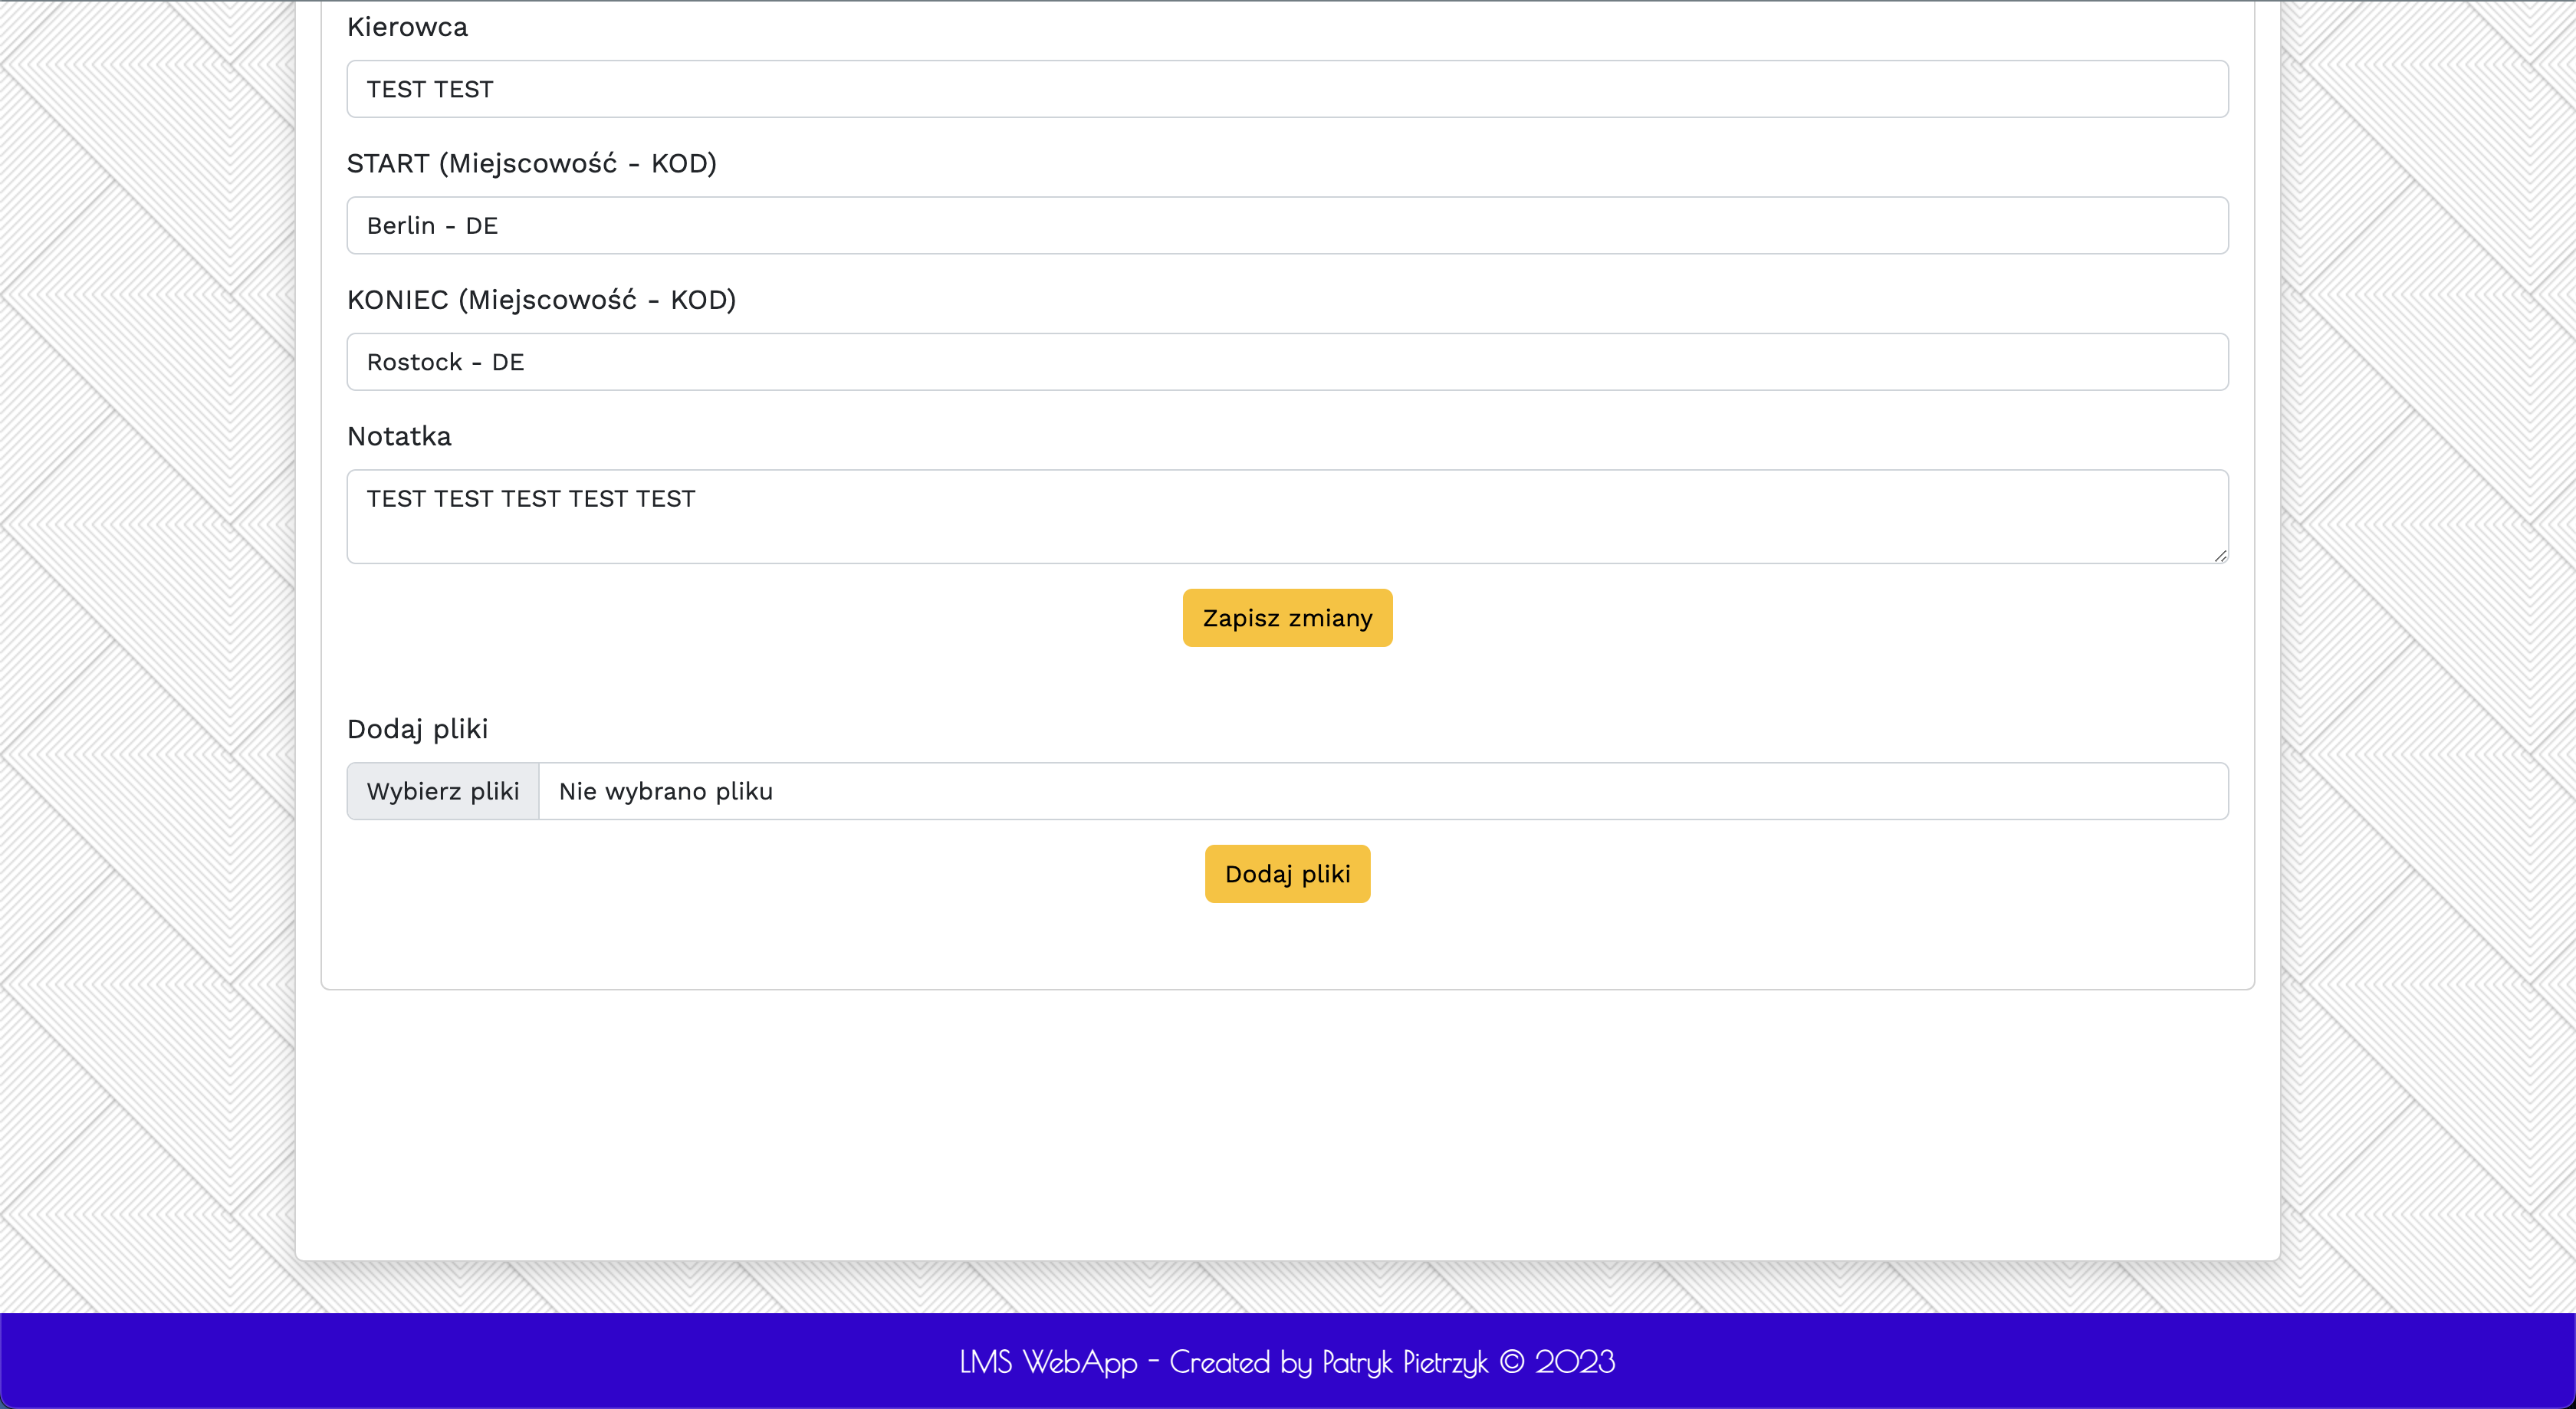 Kierowca
TEST TEST
START (Miejscowość - KOD)
Berlin - DE
KONIEC (Miejscowość - KOD)
Rostock - DE
Notatka
TEST TEST TEST TEST TEST
Zapisz zmiany
Dodaj pliki
Wybierz pliki Nie wybrano pliku
Dodaj pliki
LMS WebApp - Created by Patryk Pietrzyk © 2023